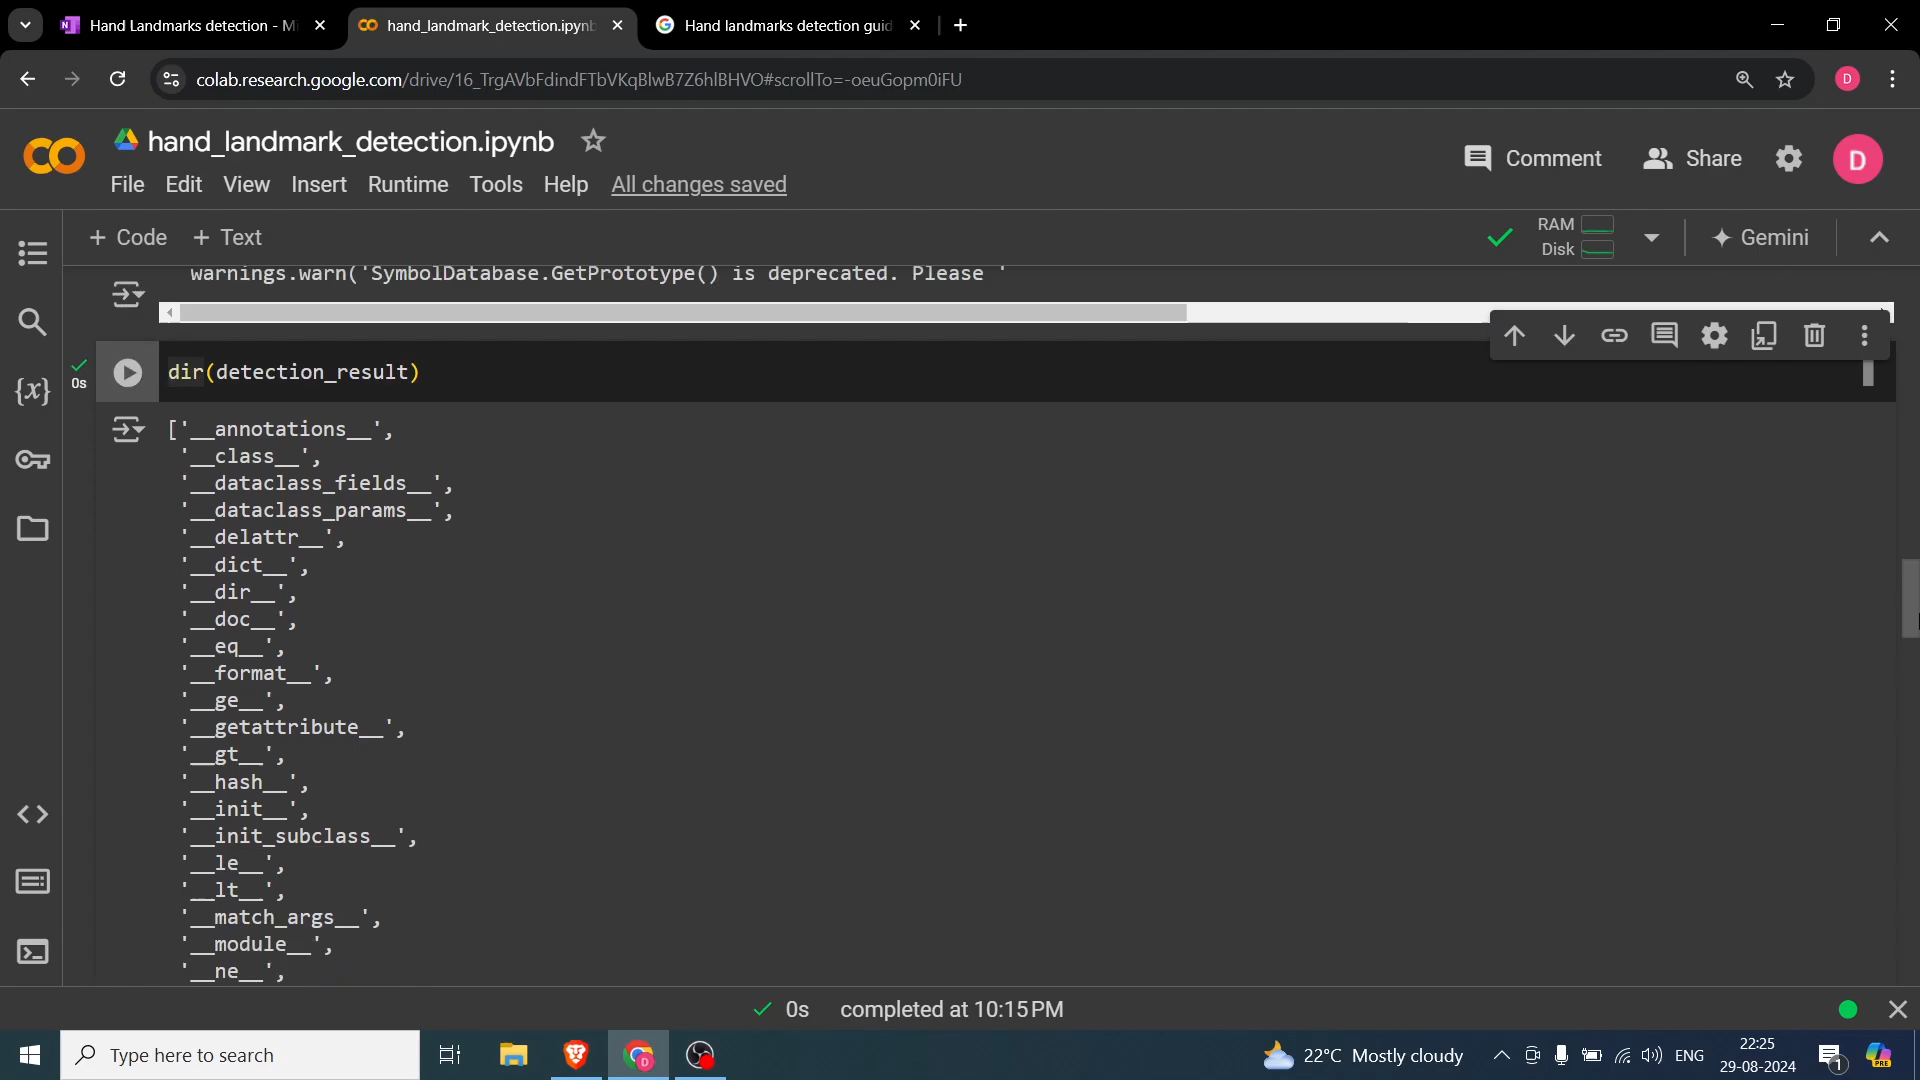 Hand Landmarks detection - Mi
hand_landmark_detection.ipynb
Hand landmarks detection guid
colab.research.google.com/drive/16_TrgAVbFdindFTbVKqBlwB7Z6hlBHVO#scrollTo=-oeuGopm0iFU
D
hand_landmark_detection.ipynb
Comment
Share
D
File Edit View Insert Runtime Tools Help All changes saved
+ Code + Text
RAM
Disk
Gemini
warnings.warn('SymbolDatabase.GetPrototype() is deprecated. Please '
0s
dir(detection_result)
['__annotations__',
'__class__',
'__dataclass_fields__',
'__dataclass_params__',
'__delattr__',
'__dict__',
'__dir__',
'__doc__',
'__eq__',
'__format__',
'__ge__',
'__getattribute__',
'__gt__',
'__hash__',
'__init__',
'__init_subclass__',
'__le__',
'__lt__',
'__match_args__',
'__module__',
'__ne__',
0s completed at 10:15 PM
Type here to search
22°C Mostly cloudy
ENG
22:25
29-08-2024
1
PRE